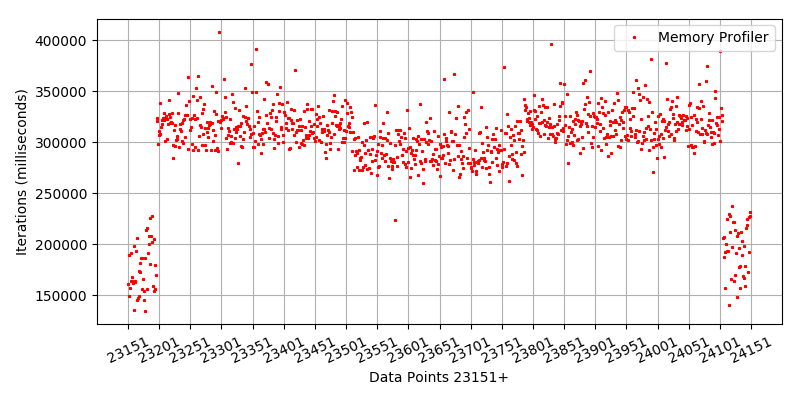 Memory Profiler
Iterations (milliseconds)
400000
350000
300000
250000
200000
150000
23151 23201 23251 23301 23351 23401 23451 23501 23551 23601 23651 23701 23751 23801 23851 23901 23951 24001 24051 24101 24151
Data Points 23151+